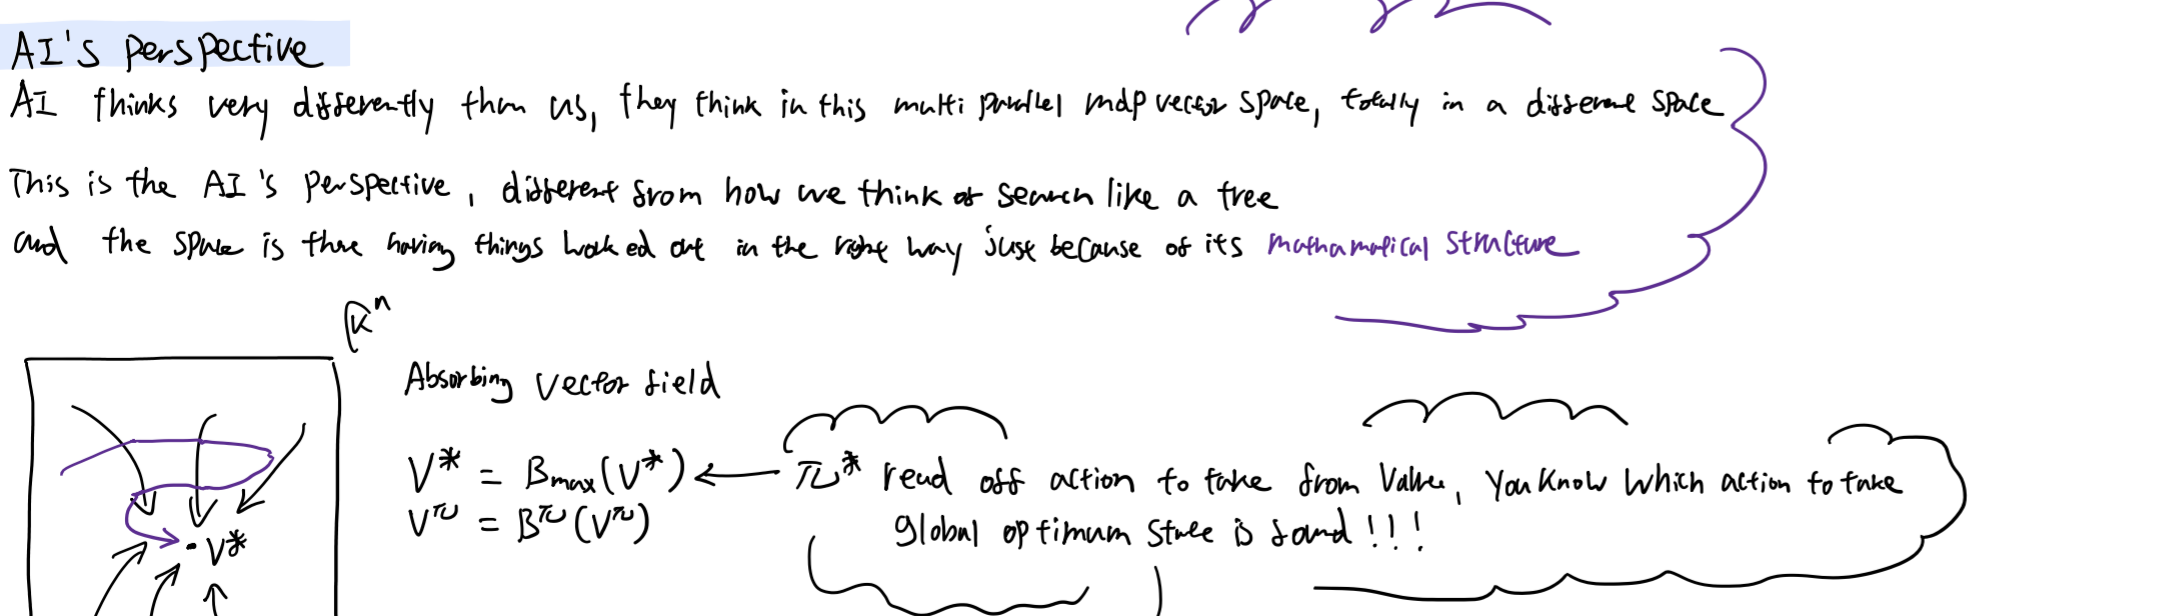 AI's perspective
AI thinks very differently than us, they think in this multi parallel mdp vector space, totally in a different space
This is the AI's perspective, different from how we think of search like a tree
and the space is there having things worked out in the right way just because of its mathamatical structure
ℝⁿ
Absorbing vector field
V* = Bmax(V*) ← π* read off action to take from Value, You Know which action to take
V^π = B^π(V^π)
global optimum state is found!!!
V*